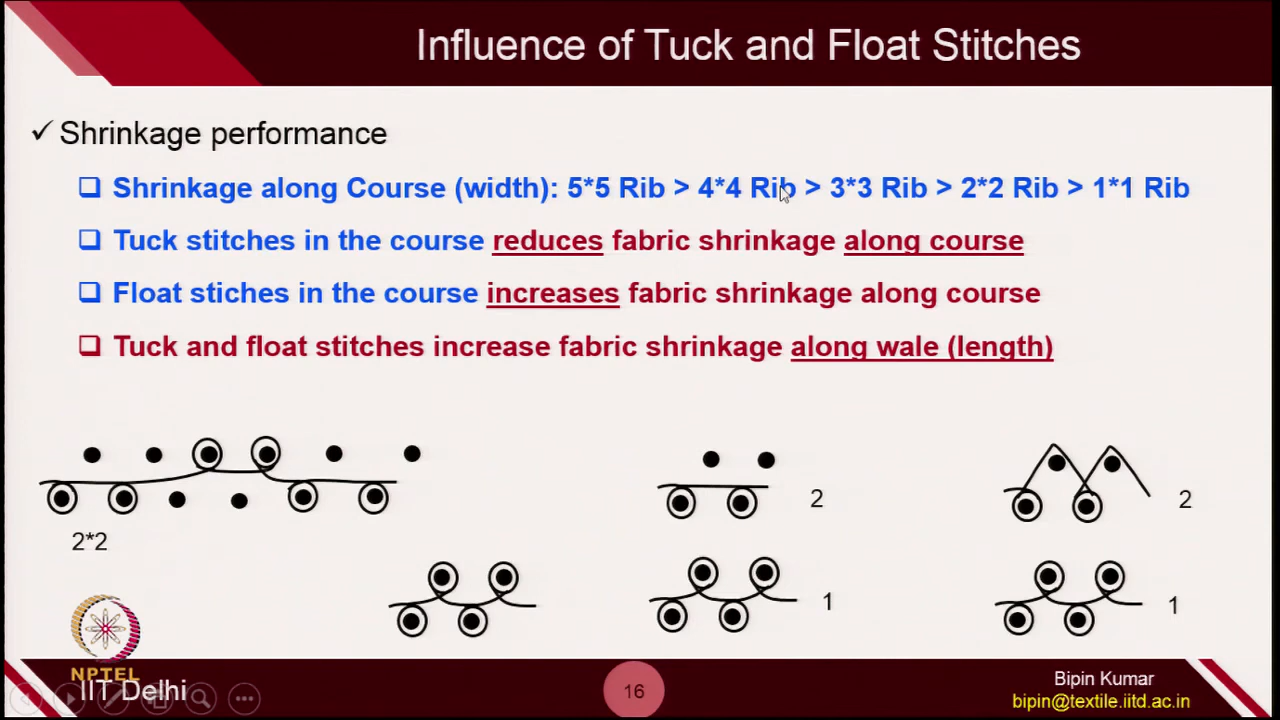 Influence of Tuck and Float Stitches
✓ Shrinkage performance
❑ Shrinkage along Course (width): 5*5 Rib > 4*4 Rib > 3*3 Rib > 2*2 Rib > 1*1 Rib
❑ Tuck stitches in the course reduces fabric shrinkage along course
❑ Float stiches in the course increases fabric shrinkage along course
❑ Tuck and float stitches increase fabric shrinkage along wale (length)
2*2
2
2
1
1
NPTEL
IIT Delhi
16
Bipin Kumar
bipin@textile.iitd.ac.in